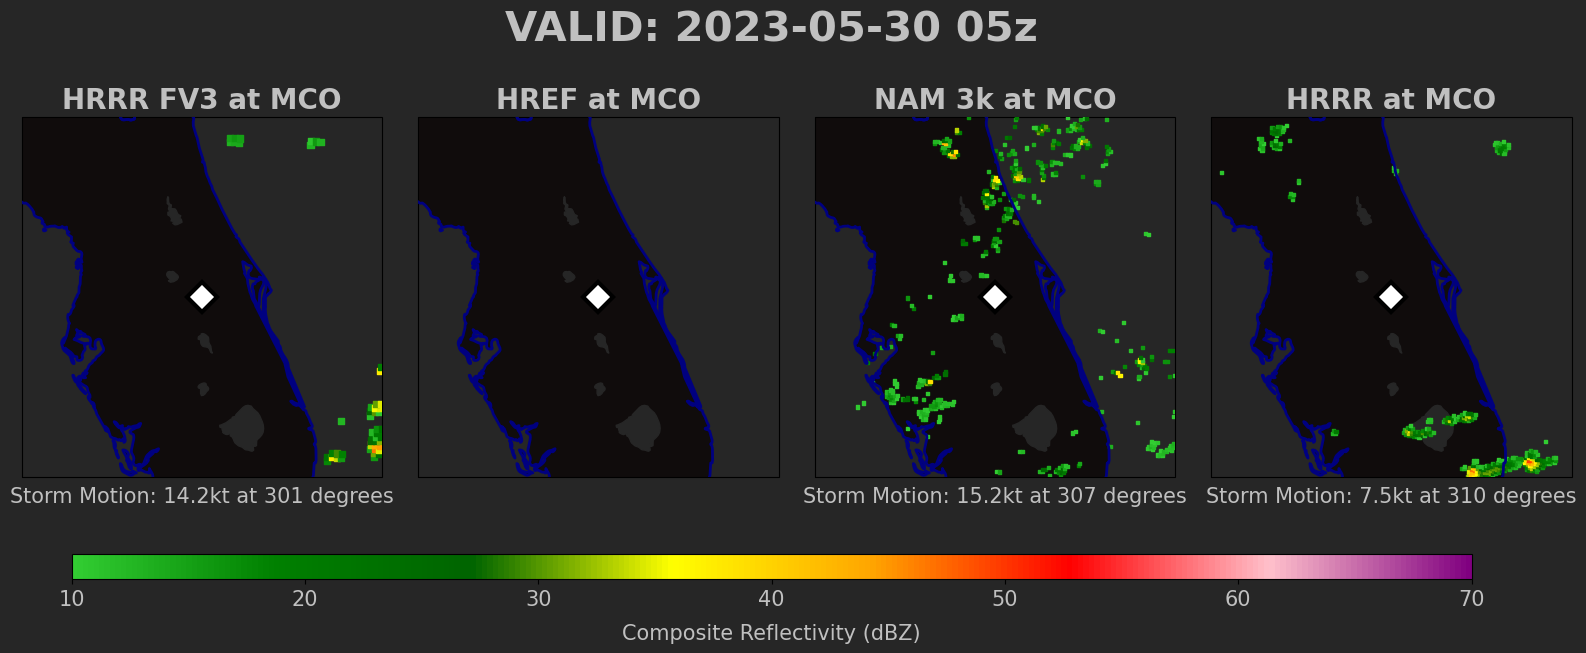 VALID: 2023-05-30 05z
HRRR FV3 at MCO
HREF at MCO
NAM 3k at MCO
HRRR at MCO
Storm Motion: 14.2kt at 301 degrees
Storm Motion: 15.2kt at 307 degrees
Storm Motion: 7.5kt at 310 degrees
10 20 30 40 50 60 70
Composite Reflectivity (dBZ)